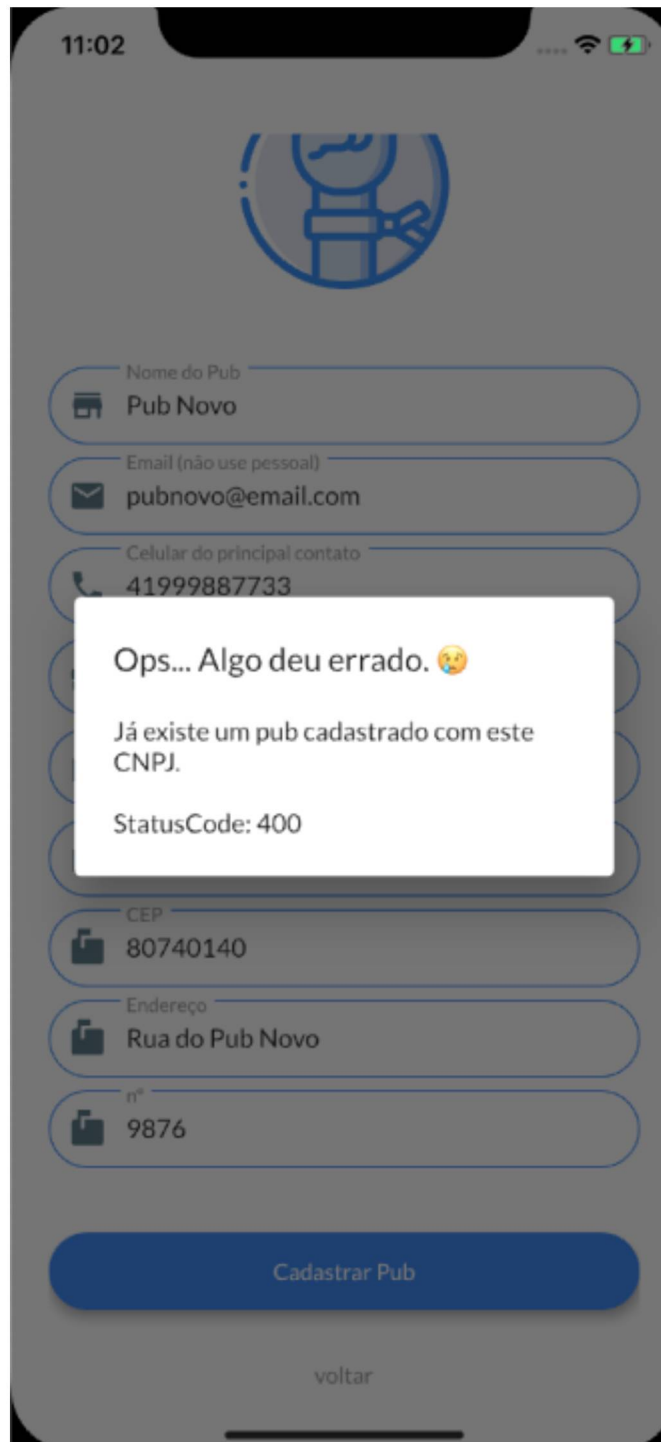 11:02
Nome do Pub
Pub Novo
Email (não use pessoal)
pubnovo@email.com
Celular do principal contato
41999887733
Ops... Algo deu errado. 😢
Já existe um pub cadastrado com este
CNPJ.
StatusCode: 400
CEP
80740140
Endereço
Rua do Pub Novo
nº
9876
Cadastrar Pub
voltar